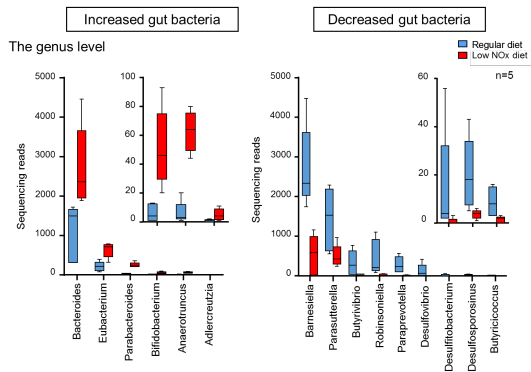 Increased gut bacteria
Decreased gut bacteria
The genus level
Regular diet
Low NOx diet
n=5
Sequencing reads
5000
4000
3000
2000
1000
0
100
80
60
40
20
0
Bacteroides
Eubacterium
Parabacteroides
Bifidobacterium
Anaerotruncus
Adlercreutzia
Sequencing reads
5000
4000
3000
2000
1000
0
60
40
20
0
Barnesiella
Parasutterella
Butyrivibrio
Robinsoniella
Paraprevotella
Desulfovibrio
Desulfitobacterium
Desulfosporosinus
Butyricicoccus